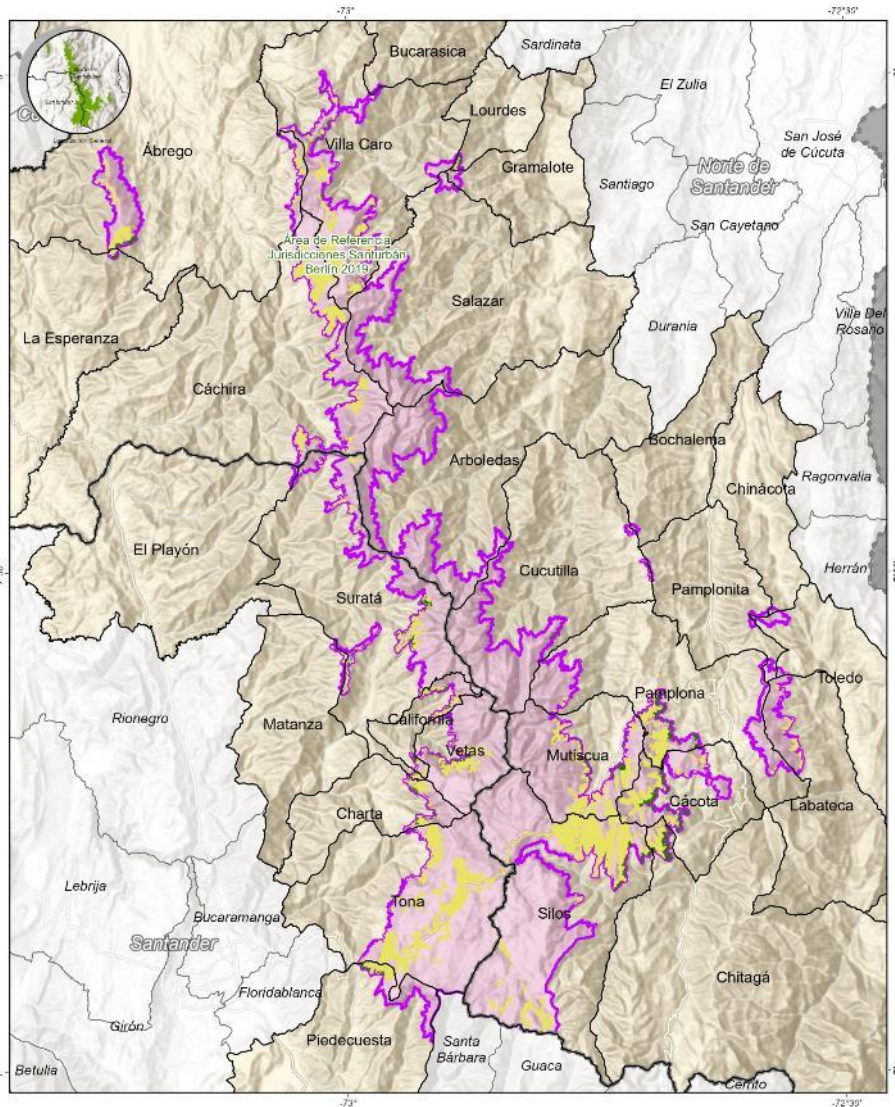 -73°
-72°35'
Bucarasica
Sardinata
El Zulia
Lourdes
San José
de Cúcuta
Ábrego
Villa Caro
Gramalote
Norte de
Santander
Santiago
San Cayetano
Área de Referencia
Jurisdicciones Santurbán
Berlín 2019
Salazar
La Esperanza
Durania
Villa Del
Rosario
Cáchira
Arboledas
Bochalema
Chinácota
Ragonvalia
El Playón
Cucutilla
Herrán
Suratá
Pamplonita
Pamplona
Toledo
Rionegro
Matanza
California
Vetas
Mutiscua
Cácota
Labateca
Charta
Lebrija
Tona
Silos
Bucaramanga
Santander
Chitagá
Floridablanca
Girón
Piedecuesta
Santa
Bárbara
Guaca
Betulia
Cerrito
-73°
-72°35'